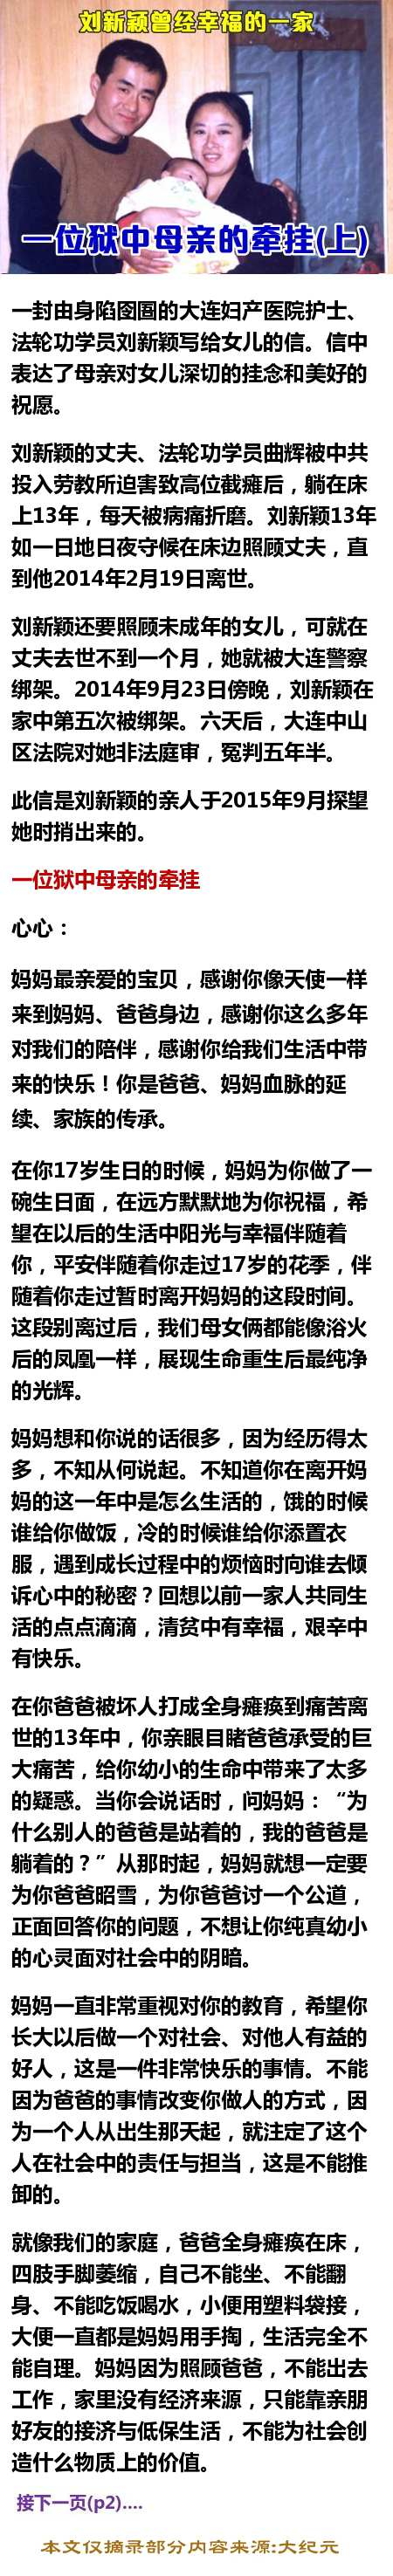 刘新颖曾经幸福的一家
一位狱中母亲的牵挂(上)
一封由身陷囹圄的大连妇产医院护士、
法轮功学员刘新颖写给女儿的信。信中
表达了母亲对女儿深切的挂念和美好的
祝愿。
刘新颖的丈夫、法轮功学员曲辉被中共
投入劳教所迫害致高位截瘫后，躺在床
上13年，每天被病痛折磨。刘新颖13年
如一日地日夜守候在床边照顾丈夫，直
到他2014年2月19日离世。
刘新颖还要照顾未成年的女儿，可就在
丈夫去世不到一个月，她就被大连警察
绑架。2014年9月23日傍晚，刘新颖在
家中第五次被绑架。六天后，大连中山
区法院对她非法庭审，冤判五年半。
此信是刘新颖的亲人于2015年9月探望
她时捎出来的。
一位狱中母亲的牵挂
心心：
妈妈最亲爱的宝贝，感谢你像天使一样
来到妈妈、爸爸身边，感谢你这么多年
对我们的陪伴，感谢你给我们生活中带
来的快乐！你是爸爸、妈妈血脉的延
续、家族的传承。
在你17岁生日的时候，妈妈为你做了一
碗生日面，在远方默默地为你祝福，希
望在以后的生活中阳光与幸福伴随着
你，平安伴随着你走过17岁的花季，伴
随着你走过暂时离开妈妈的这段时间。
这段别离过后，我们母女俩都能像浴火
后的凤凰一样，展现生命重生后最纯净
的光辉。
妈妈想和你说的话很多，因为经历得太
多，不知从何说起。不知道你在离开妈
妈的这一年中是怎么生活的，饿的时候
谁给你做饭，冷的时候谁给你添置衣
服，遇到成长过程中的烦恼时向谁去倾
诉心中的秘密？回想以前一家人共同生
活的点点滴滴，清贫中有幸福，艰辛中
有快乐。
在你爸爸被坏人打成全身瘫痪到痛苦离
世的13年中，你亲眼目睹爸爸承受的巨
大痛苦，给你幼小的生命中带来了太多
的疑惑。当你会说话时，问妈妈：“为
什么别人的爸爸是站着的，我的爸爸是
躺着的？”从那时起，妈妈就想一定要
为你爸爸昭雪，为你爸爸讨一个公道，
正面回答你的问题，不想让你纯真幼小
的心灵面对社会中的阴暗。
妈妈一直非常重视对你的教育，希望你
长大以后做一个对社会、对他人有益的
好人，这是一件非常快乐的事情。不能
因为爸爸的事情改变你做人的方式，因
为一个人从出生那天起，就注定了这个
人在社会中的责任与担当，这是不能推
卸的。
就像我们的家庭，爸爸全身瘫痪在床，
四肢手脚萎缩，自己不能坐、不能翻
身、不能吃饭喝水，小便用塑料袋接，
大便一直都是妈妈用手掏，生活完全不
能自理。妈妈因为照顾爸爸，不能出去
工作，家里没有经济来源，只能靠亲朋
好友的接济与低保生活，不能为社会创
造什么物质上的价值。
接下一页(p2)....
本文仅摘录部分内容来源:大纪元